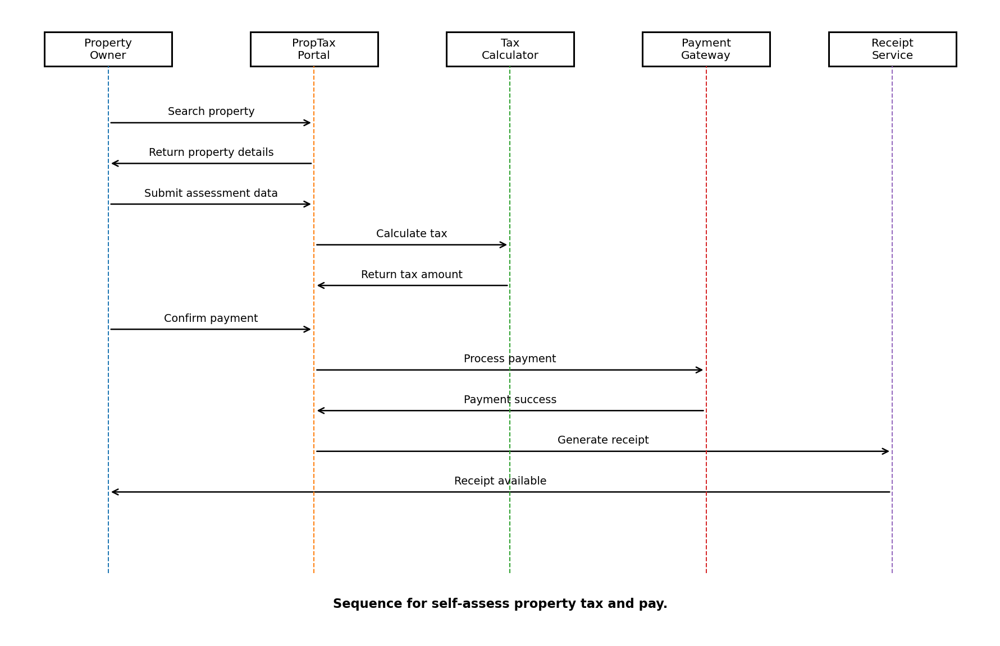 Property
Owner
PropTax
Portal
Tax
Calculator
Payment
Gateway
Receipt
Service
Search property
Return property details
Submit assessment data
Calculate tax
Return tax amount
Confirm payment
Process payment
Payment success
Generate receipt
Receipt available
Sequence for self-assess property tax and pay.